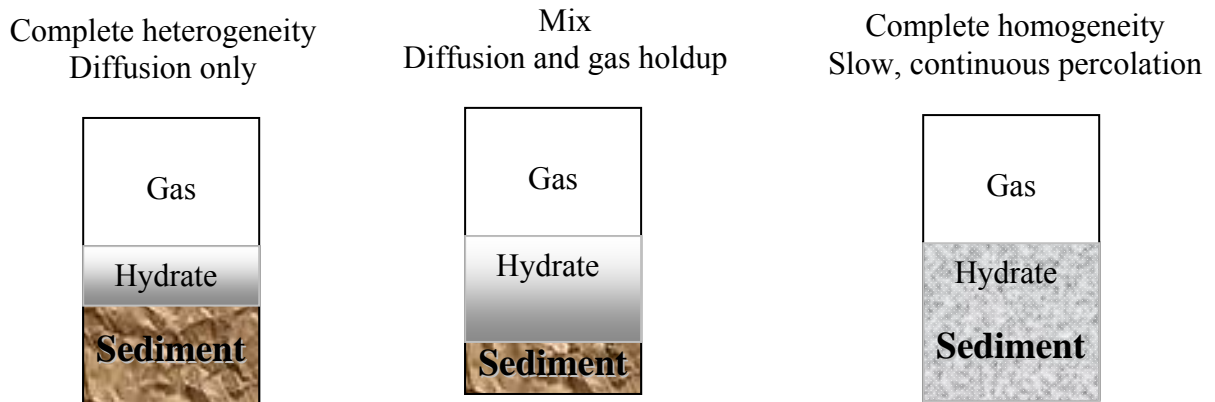 Complete heterogeneity
Diffusion only
Gas
Hydrate
Sediment
Mix
Diffusion and gas holdup
Gas
Hydrate
Sediment
Complete homogeneity
Slow, continuous percolation
Gas
Hydrate
Sediment